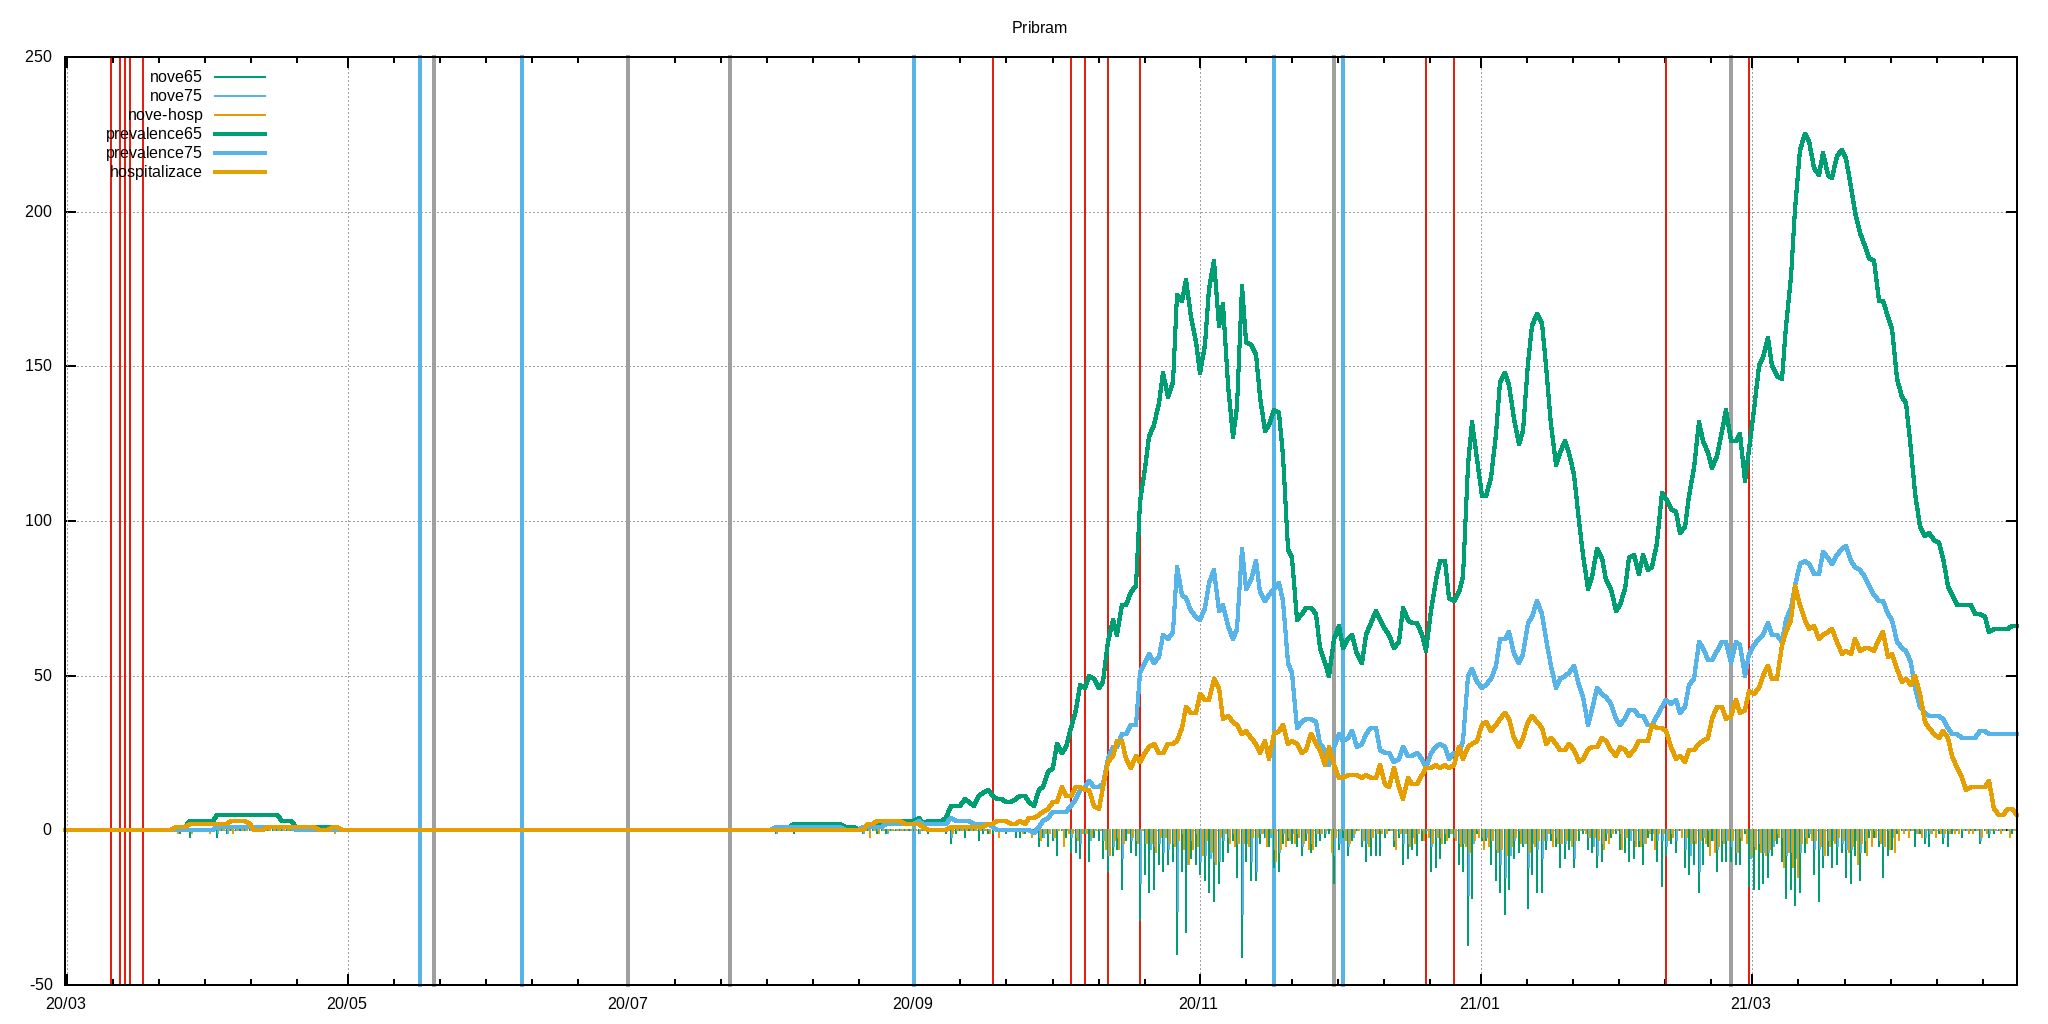 Pribram
250
nove65
nove75
nove-hosp
prevalence65
prevalence75
hospitalizace
200
150
100
50
0
-50
20/03 20/05 20/07 20/09 20/11 21/01 21/03